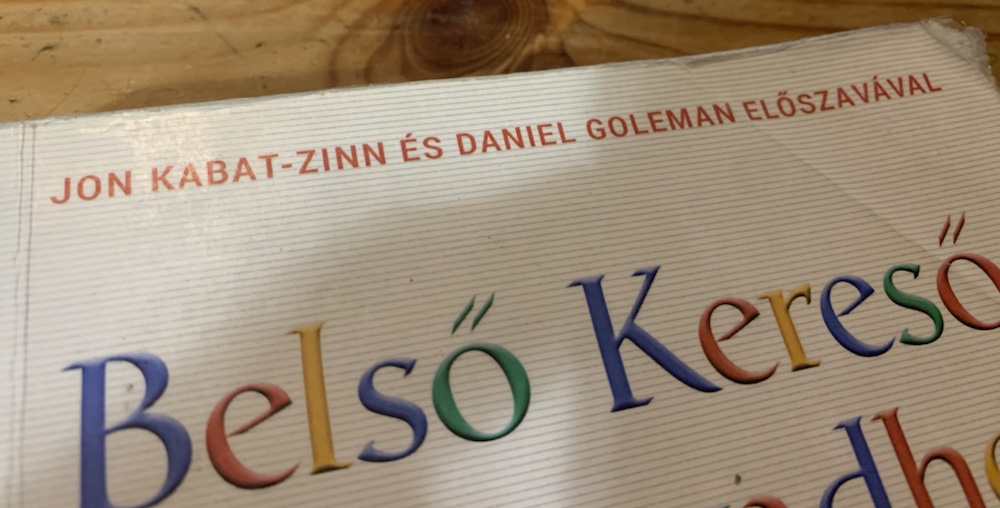 JON KABAT-ZINN ÉS DANIEL GOLEMAN ELŐSZAVÁVAL
Belső Kereső